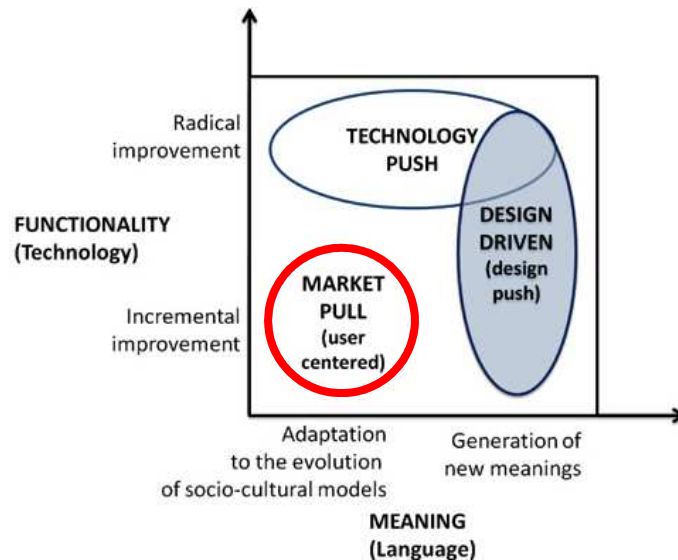 Radical
improvement
TECHNOLOGY
PUSH
FUNCTIONALITY
(Technology)
DESIGN
DRIVEN
(design
push)
MARKET
PULL
(user
centered)
Incremental
improvement
Adaptation
to the evolution
of socio-cultural models
Generation of
new meanings
MEANING
(Language)